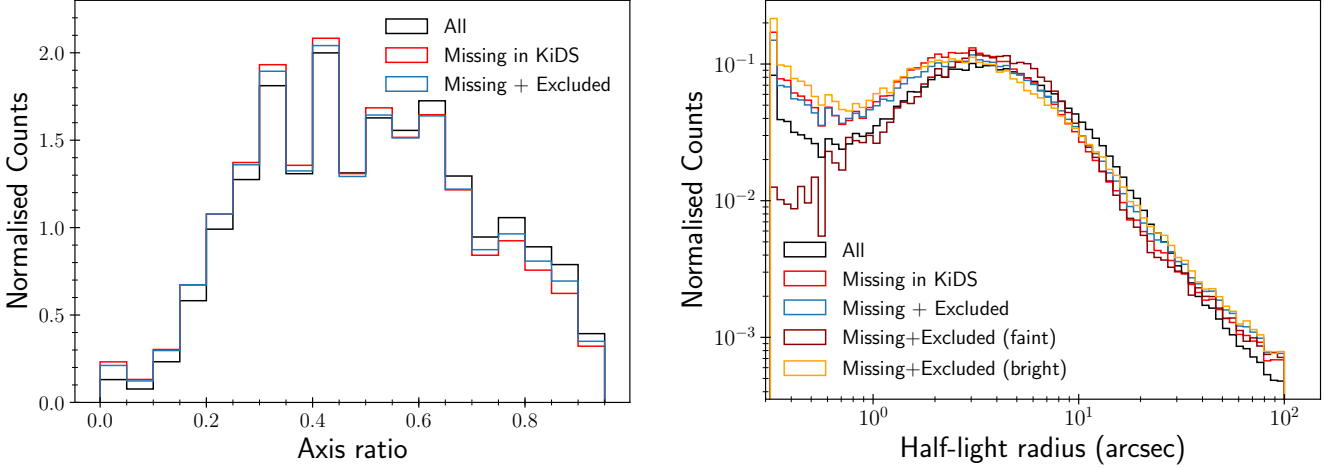 All
Missing in KiDS
Missing + Excluded
Normalised Counts
2.0
1.5
1.0
0.5
0.0
0.0 0.2 0.4 0.6 0.8
Axis ratio
Normalised Counts
10⁻¹
10⁻²
10⁻³
All
Missing in KiDS
Missing + Excluded
Missing+Excluded (faint)
Missing+Excluded (bright)
10⁰ 10¹ 10²
Half-light radius (arcsec)